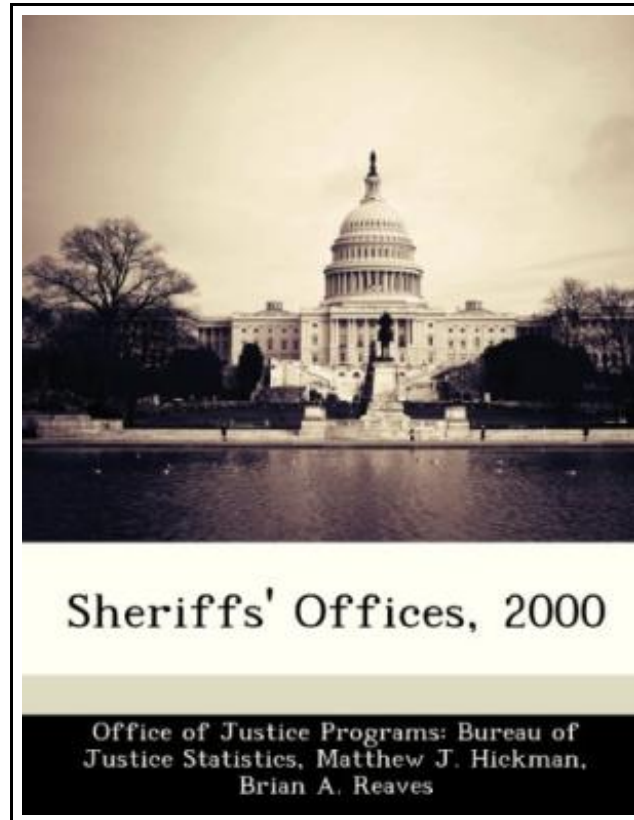 Sheriffs' Offices, 2000
Office of Justice Programs: Bureau of
Justice Statistics, Matthew J. Hickman,
Brian A. Reaves